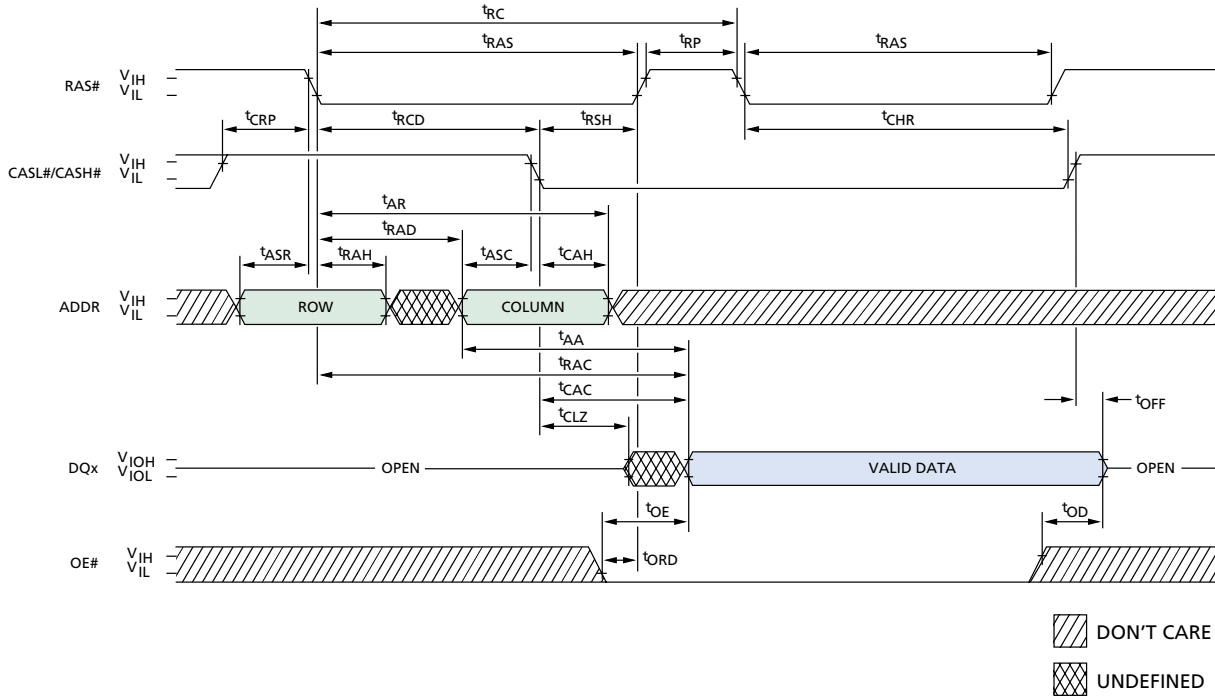 tRC
tRAS tRP tRAS
RAS# VIH
VIL
tCRP tRCD tRSH tCHR
CASL#/CASH# VIH
VIL
tAR
tRAD
tASR tRAH tASC tCAH
ADDR VIH
VIL
ROW COLUMN
tAA
tRAC
tCAC
tCLZ tOFF
DQx VIOH
VIOL
OPEN VALID DATA OPEN
tOE tOD
tORD
OE# VIH
VIL
DON'T CARE
UNDEFINED